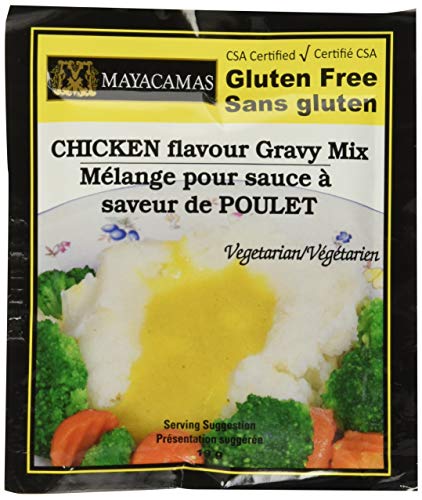 MAYACAMAS
CSA Certified √ Certifié CSA
Gluten Free
Sans gluten
CHICKEN flavour Gravy Mix
Mélange pour sauce à
saveur de POULET
Vegetarian/Végétarien
Serving Suggestion
Présentation suggérée
19 g